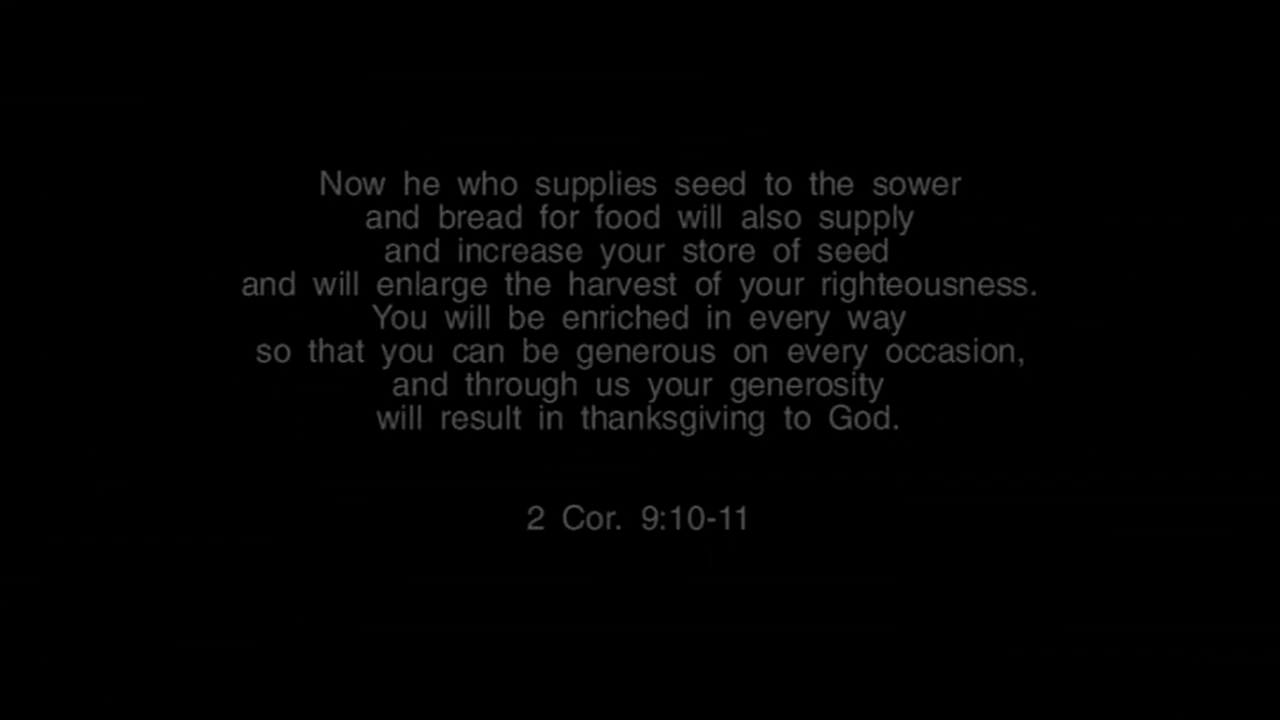 Now he who supplies seed to the sower
and bread for food will also supply
and increase your store of seed
and will enlarge the harvest of your righteousness.
You will be enriched in every way
so that you can be generous on every occasion,
and through us your generosity
will result in thanksgiving to God.
2 Cor. 9:10-11